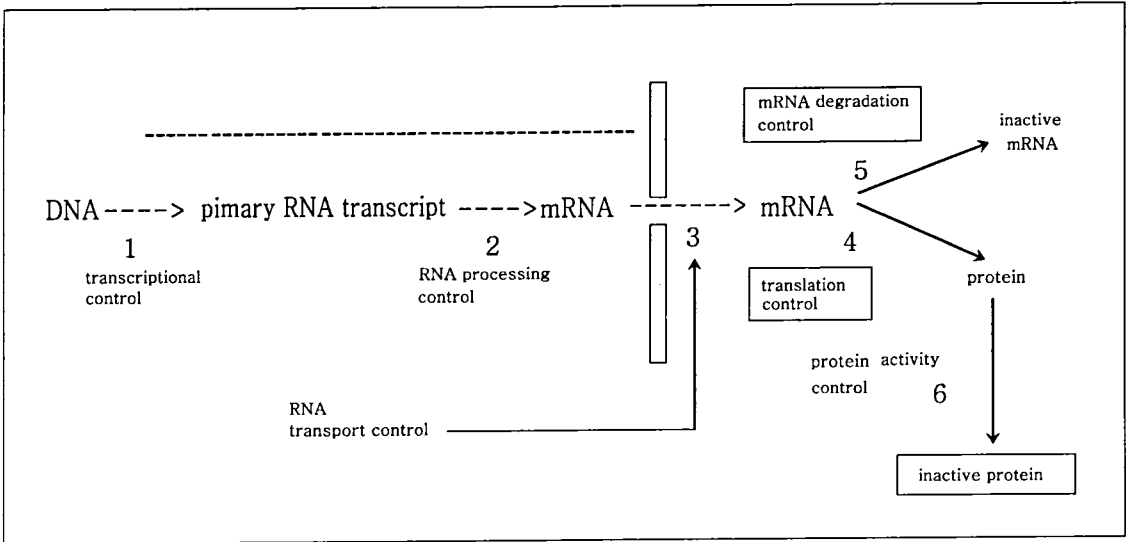 mRNA degradation
control
inactive
mRNA
5
DNA ----> pimary RNA transcript ---->mRNA -------> mRNA
1
2
3
4
transcriptional
control
RNA processing
control
translation
control
protein
protein activity
control
6
RNA
transport control
inactive protein